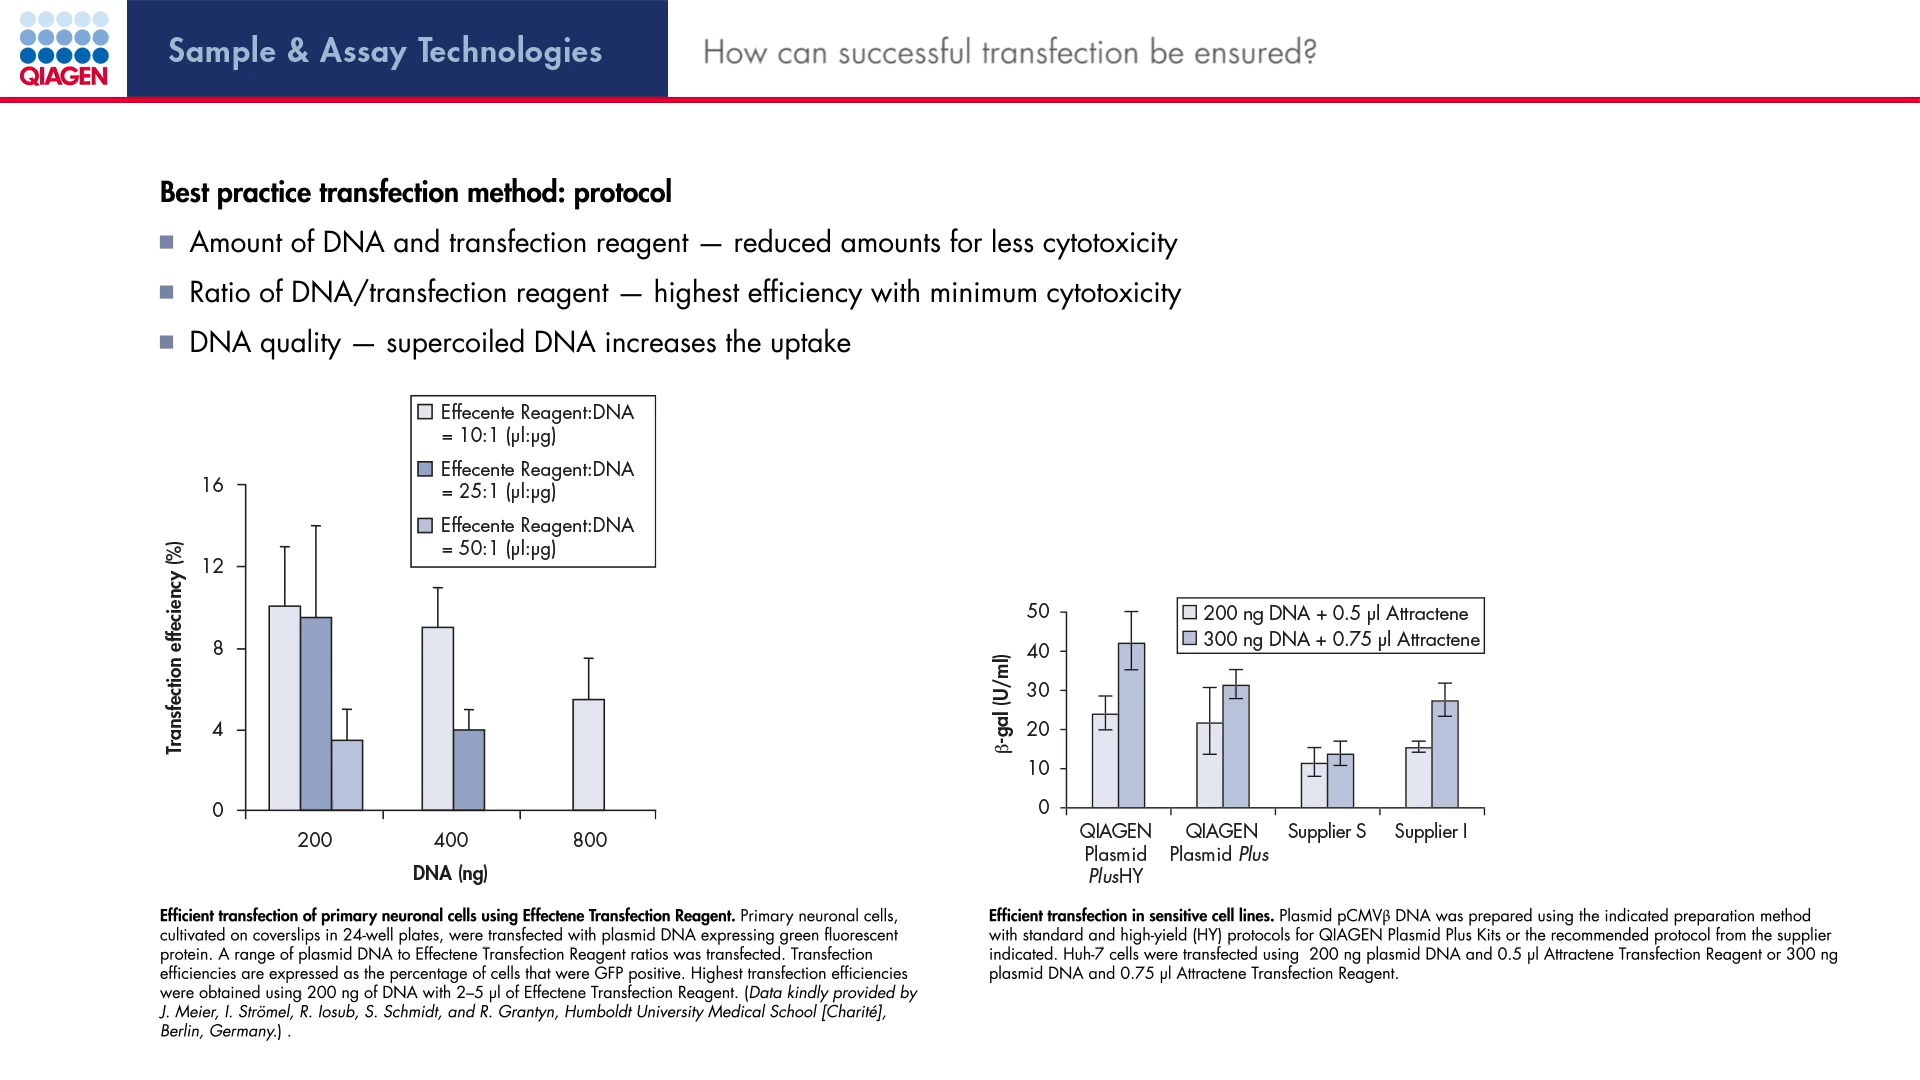 QIAGEN
Sample & Assay Technologies
How can successful transfection be ensured?
Best practice transfection method: protocol
Amount of DNA and transfection reagent — reduced amounts for less cytotoxicity
Ratio of DNA/transfection reagent — highest efficiency with minimum cytotoxicity
DNA quality — supercoiled DNA increases the uptake
Effecente Reagent:DNA
= 10:1 (µl:µg)
Effecente Reagent:DNA
= 25:1 (µl:µg)
Effecente Reagent:DNA
= 50:1 (µl:µg)
Transfection effeciency (%)
16
12
8
4
0
200
400
800
DNA (ng)
Efficient transfection of primary neuronal cells using Effectene Transfection Reagent. Primary neuronal cells,
cultivated on coverslips in 24-well plates, were transfected with plasmid DNA expressing green fluorescent
protein. A range of plasmid DNA to Effectene Transfection Reagent ratios was transfected. Transfection
efficiencies are expressed as the percentage of cells that were GFP positive. Highest transfection efficiencies
were obtained using 200 ng of DNA with 2–5 µl of Effectene Transfection Reagent. (Data kindly provided by
J. Meier, I. Strömel, R. Iosub, S. Schmidt, and R. Grantyn, Humboldt University Medical School [Charité],
Berlin, Germany.) .
200 ng DNA + 0.5 µl Attractene
300 ng DNA + 0.75 µl Attractene
β-gal (U/ml)
50
40
30
20
10
0
QIAGEN
Plasmid
PlusHY
QIAGEN
Plasmid Plus
Supplier S
Supplier I
Efficient transfection in sensitive cell lines. Plasmid pCMVβ DNA was prepared using the indicated preparation method
with standard and high-yield (HY) protocols for QIAGEN Plasmid Plus Kits or the recommended protocol from the supplier
indicated. Huh-7 cells were transfected using  200 ng plasmid DNA and 0.5 µl Attractene Transfection Reagent or 300 ng
plasmid DNA and 0.75 µl Attractene Transfection Reagent.